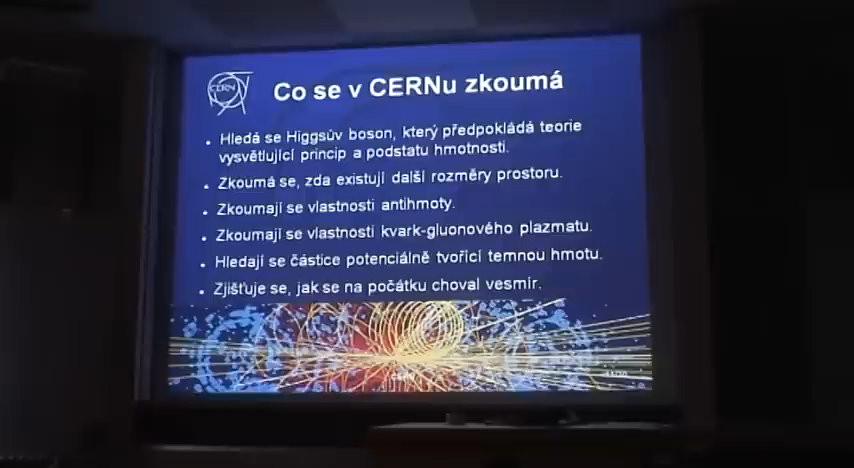 CERN
Co se v CERNu zkoumá
• Hledá se Higgsův boson, který předpokládá teorie
vysvětlující princip a podstatu hmotnosti.
• Zkoumá se, zda existují další rozměry prostoru.
• Zkoumají se vlastnosti antihmoty.
• Zkoumají se vlastnosti kvark-gluonového plazmatu.
• Hledají se částice potenciálně tvořící temnou hmotu.
• Zjišťuje se, jak se na počátku choval vesmír.